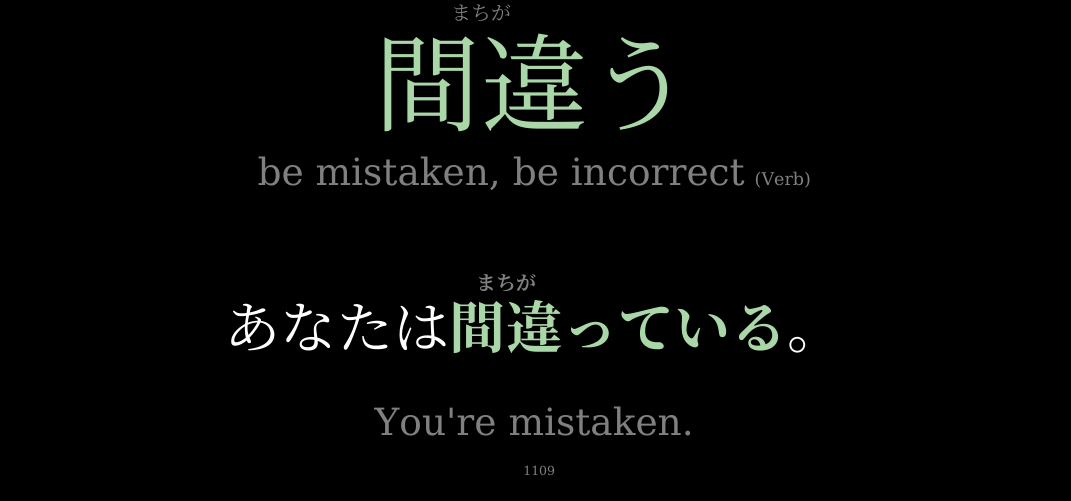 まちが
間違う
be mistaken, be incorrect (Verb)
まちが
あなたは間違っている。
You're mistaken.
1109